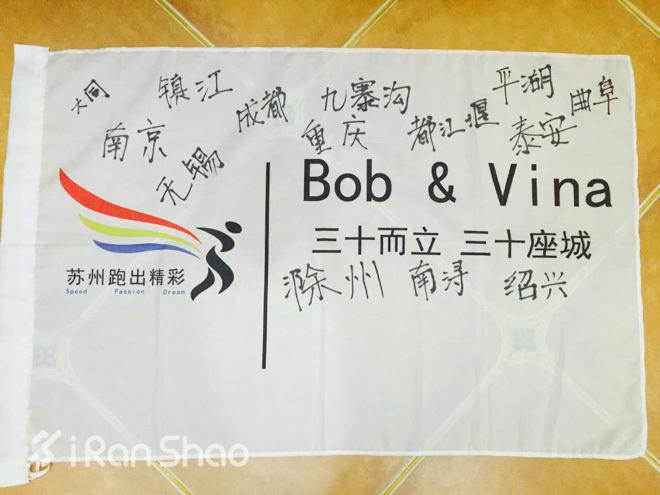 大同
镇江
成都
九寨沟
平湖
曲阜
南京
无锡
重庆
都江堰
泰安
Bob & Vina
三十而立 三十座城
苏州跑出精彩
Speed Passion Dream
滁州 南浔 绍兴
iRanShao